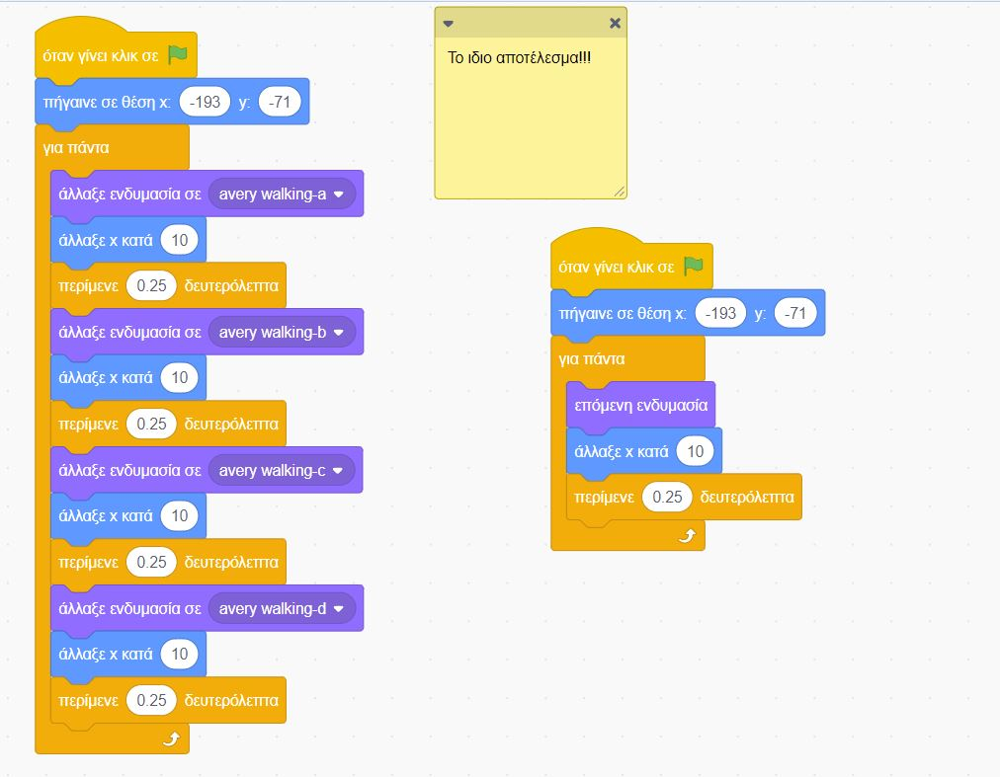 όταν γίνει κλικ σε
πήγαινε σε θέση x: -193 y: -71
για πάντα
άλλαξε ενδυμασία σε avery walking-a
άλλαξε x κατά 10
περίμενε 0.25 δευτερόλεπτα
άλλαξε ενδυμασία σε avery walking-b
άλλαξε x κατά 10
περίμενε 0.25 δευτερόλεπτα
άλλαξε ενδυμασία σε avery walking-c
άλλαξε x κατά 10
περίμενε 0.25 δευτερόλεπτα
άλλαξε ενδυμασία σε avery walking-d
άλλαξε x κατά 10
περίμενε 0.25 δευτερόλεπτα
Το ιδιο αποτέλεσμα!!!
όταν γίνει κλικ σε
πήγαινε σε θέση x: -193 y: -71
για πάντα
επόμενη ενδυμασία
άλλαξε x κατά 10
περίμενε 0.25 δευτερόλεπτα